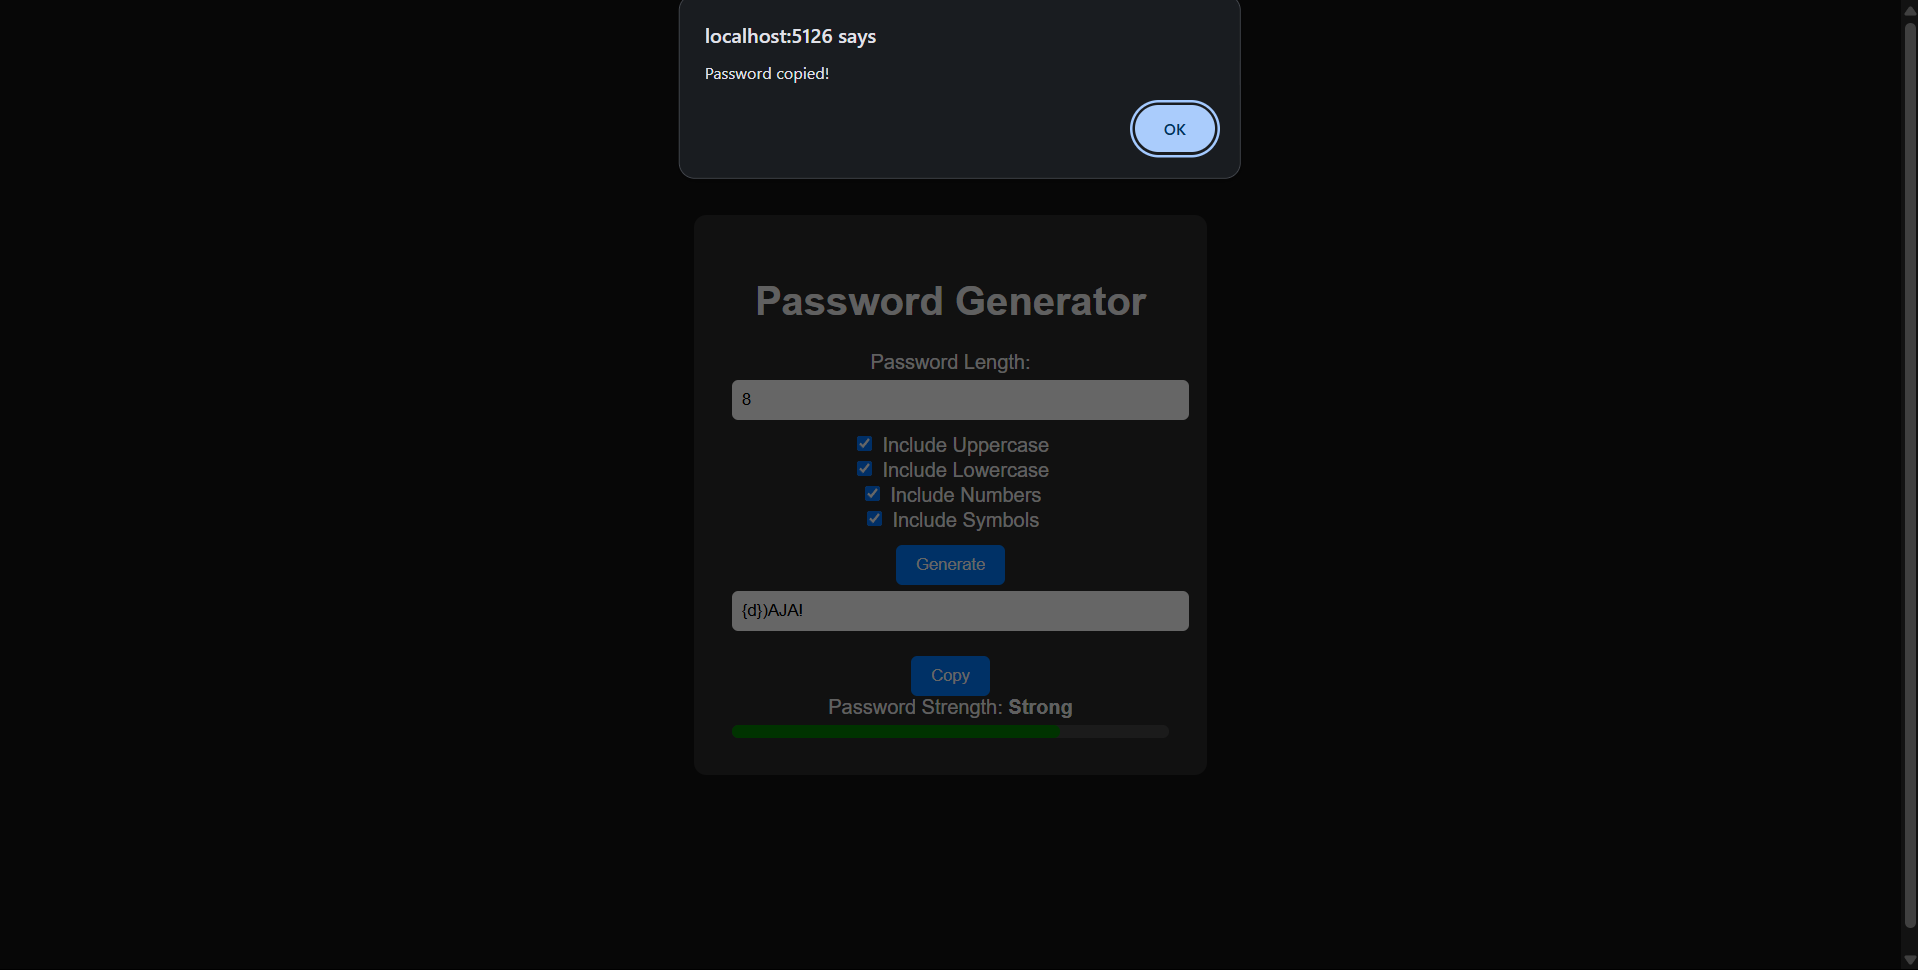 localhost:5126 says
Password copied!
OK
Password Generator
Password Length:
8
Include Uppercase
Include Lowercase
Include Numbers
Include Symbols
Generate
{d})AJA!
Copy
Password Strength: Strong